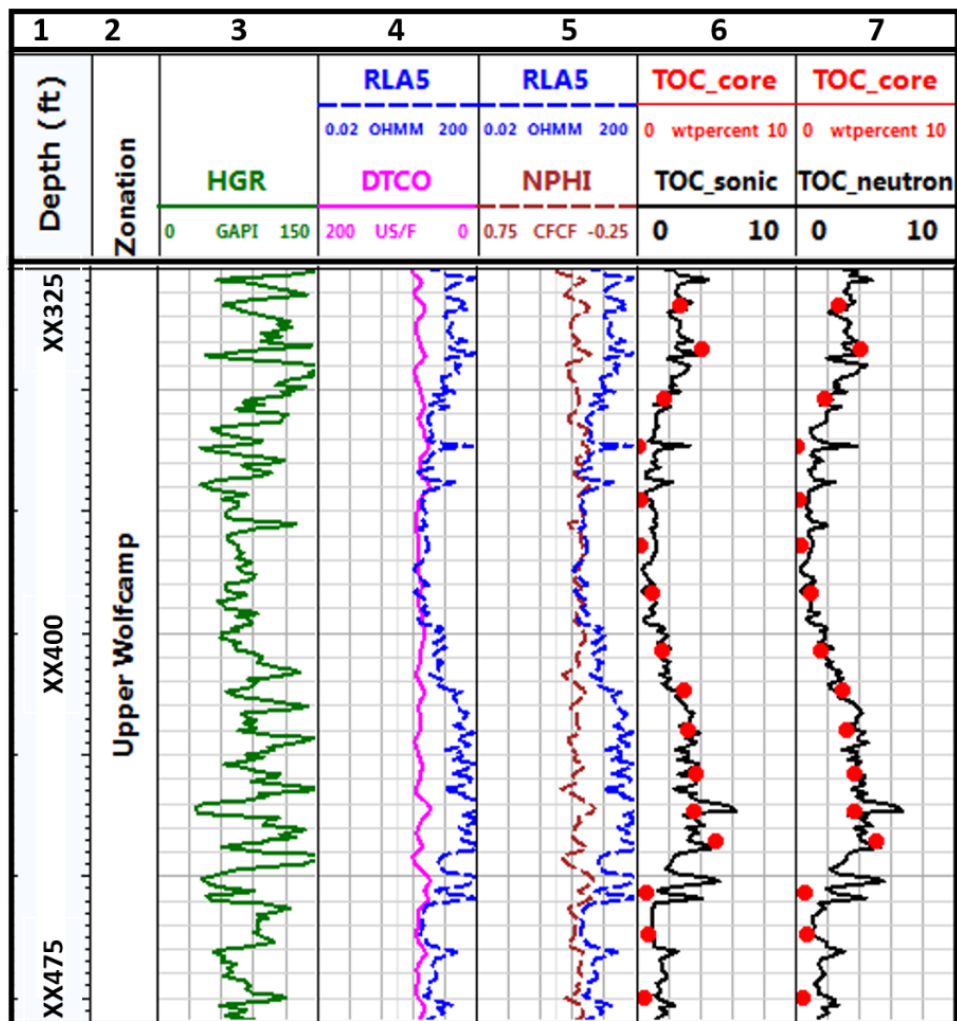 1 2 3 4 5 6 7
Depth ( ft)
Zonation
HGR
0 GAPI 150
RLA5
0.02 OHMM 200
DTCO
200 US/F 0
RLA5
0.02 OHMM 200
NPHI
0.75 CFCF -0.25
TOC_core
0 wtpercent 10
TOC_sonic
0 10
TOC_core
0 wtpercent 10
TOC_neutron
0 10
XX325
XX400
XX475
Upper Wolfcamp